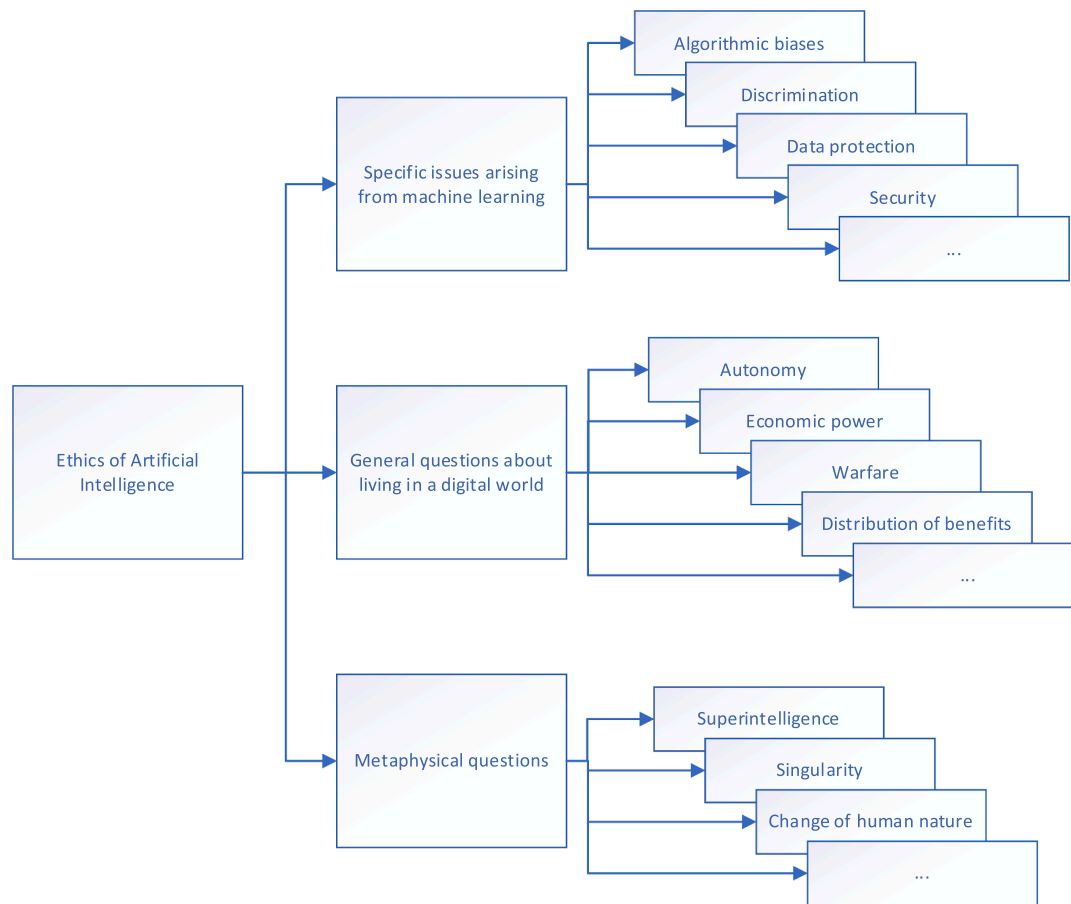 Algorithmic biases
Discrimination
Data protection
Security
...
Specific issues arising
from machine learning
Autonomy
Economic power
Warfare
Distribution of benefits
...
Ethics of Artificial
Intelligence
General questions about
living in a digital world
Superintelligence
Singularity
Change of human nature
...
Metaphysical questions